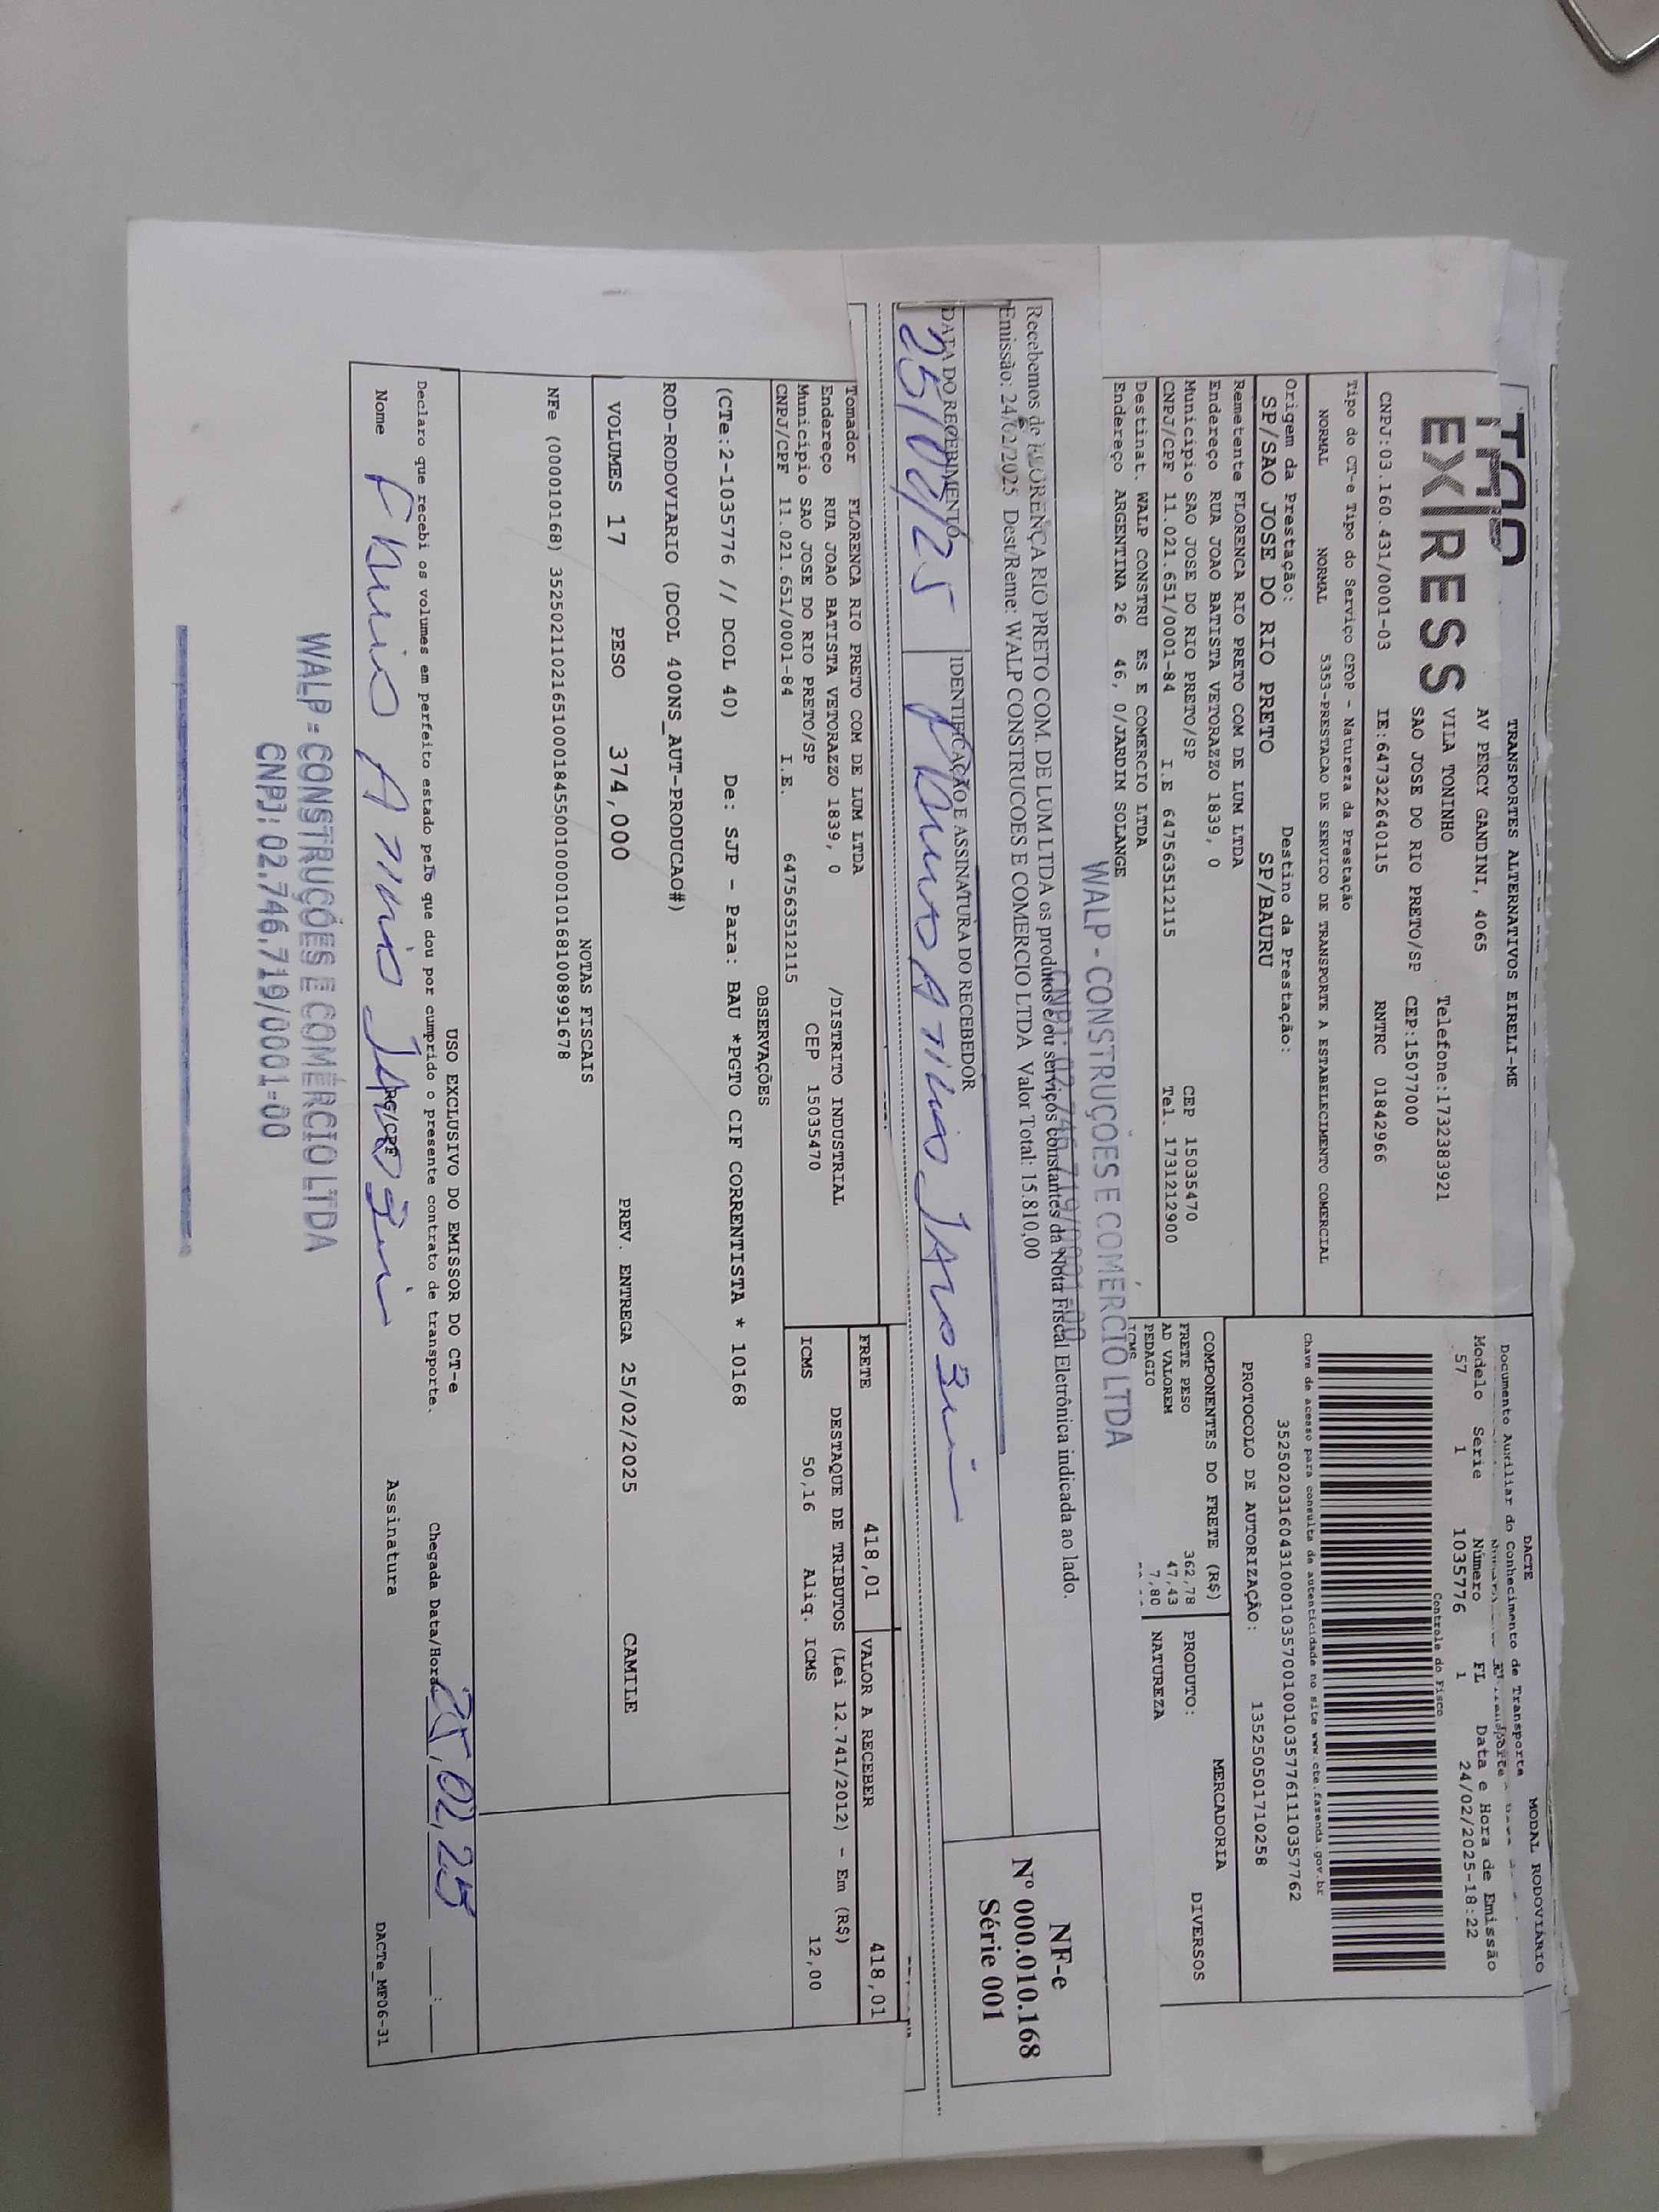 TRANSPORTES ALTERNATIVOS EIRELI-ME
EXPRESS
AV PERCY GANDINI, 4065
VILA TONINHO Telefone:1732383921
SAO JOSE DO RIO PRETO/SP CEP:15077000
CNPJ:03.160.431/0001-03 IE:647322640115 RNTRC 01842966
Tipo do CT-e Tipo do Serviço CFOP - Natureza da Prestação
NORMAL NORMAL 5353-PRESTACAO DE SERVICO DE TRANSPORTE A ESTABELECIMENTO COMERCIAL
Origem da Prestação: Destino da Prestação:
SP/SAO JOSE DO RIO PRETO SP/BAURU
Remetente FLORENCA RIO PRETO COM DE LUM LTDA
Endereço RUA JOAO BATISTA VETORAZZO 1839, 0
Municipio SAO JOSE DO RIO PRETO/SP CEP 15035470
CNPJ/CPF 11.021.651/0001-84 I.E 647563512115 Tel. 1731212900
Destinat. WALP CONSTRU ES E COMERCIO LTDA
Endereço ARGENTINA 26 46, 0/JARDIM SOLANGE
DACTE MODAL RODOVIÁRIO
Documento Auxiliar do Conhecimento de Transporte
Modelo Serie Número FL Data e Hora de Emissão
57 1 1035776 1 24/02/2025-18:22
Controle do Fisco
Chave de acesso para consulta de autenticidade no site www.cte.fazenda.gov.br
35250203160431000103570010010357761110357762
PROTOCOLO DE AUTORIZAÇÃO: 135250501710258
COMPONENTES DO FRETE (R$) MERCADORIA
FRETE PESO 362,78 PRODUTO: DIVERSOS
AD VALOREM 47,43
PEDAGIO 7,80 NATUREZA
ICMS
WALP - CONSTRUÇÕES E COMÉRCIO LTDA
CNPJ: 02.746.719/0001-00
Recebemos de FLORENÇA RIO PRETO COM. DE LUM LTDA os produtos e/ou serviços constantes da Nota Fiscal Eletrônica indicada ao lado.
Emissão: 24/02/2025 Dest/Reme: WALP CONSTRUCOES E COMERCIO LTDA Valor Total: 15.810,00
DATA DO RECEBIMENTO IDENTIFICAÇÃO E ASSINATURA DO RECEBEDOR
25/02/25
NF-e
Nº 000.010.168
Série 001
Tomador FLORENCA RIO PRETO COM DE LUM LTDA
Endereço RUA JOAO BATISTA VETORAZZO 1839, 0 /DISTRITO INDUSTRIAL
Municipio SAO JOSE DO RIO PRETO/SP CEP 15035470
CNPJ/CPF 11.021.651/0001-84 I.E. 647563512115
FRETE 418,01 VALOR A RECEBER 418,01
DESTAQUE DE TRIBUTOS (Lei 12.741/2012) - Em (R$)
ICMS 50,16 Aliq. ICMS 12,00
OBSERVAÇÕES
(CTe:2-1035776 // DCOL 40) De: SJP - Para: BAU *PGTO CIF CORRENTISTA * 10168
ROD-RODOVIARIO (DCOL 400NS_AUT-PRODUCAO#)
VOLUMES 17 PESO 374,000 PREV. ENTREGA 25/02/2025 CAMILE
NOTAS FISCAIS
NFe (000010168) 35250211021651000184550010000101681008991678
USO EXCLUSIVO DO EMISSOR DO CT-e
Declaro que recebi os volumes em perfeito estado pelo que dou por cumprido o presente contrato de transporte. Chegada Data/Hora 25/02/25 __:__
Nome RG/CPF Assinatura
DACTe_MF06-31
WALP - CONSTRUÇÕES E COMÉRCIO LTDA
CNPJ: 02.746.719/0001-00